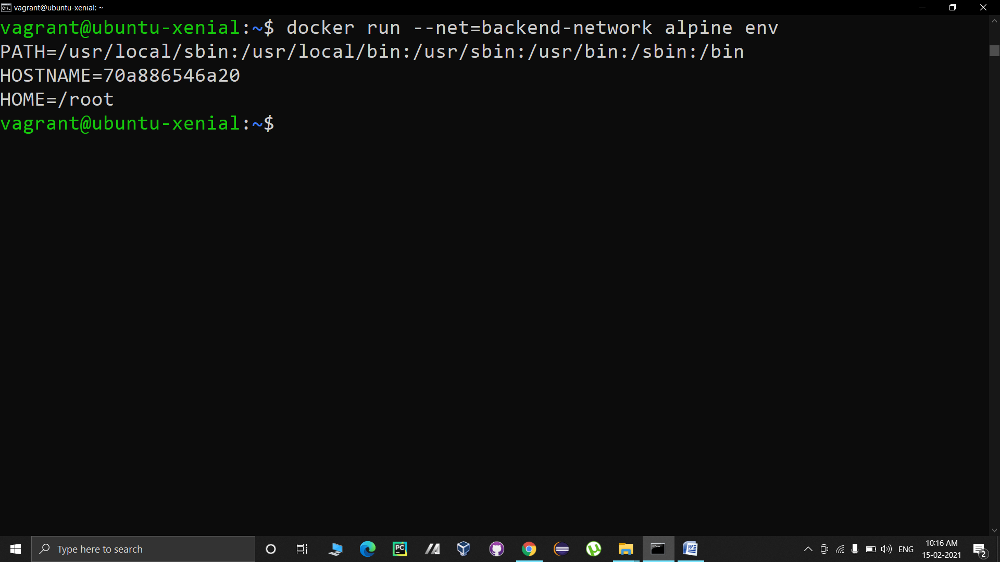 vagrant@ubuntu-xenial: ~
vagrant@ubuntu-xenial:~$ docker run --net=backend-network alpine env
PATH=/usr/local/sbin:/usr/local/bin:/usr/sbin:/usr/bin:/sbin:/bin
HOSTNAME=70a886546a20
HOME=/root
vagrant@ubuntu-xenial:~$
Type here to search
PC
ENG
10:16 AM
15-02-2021
2